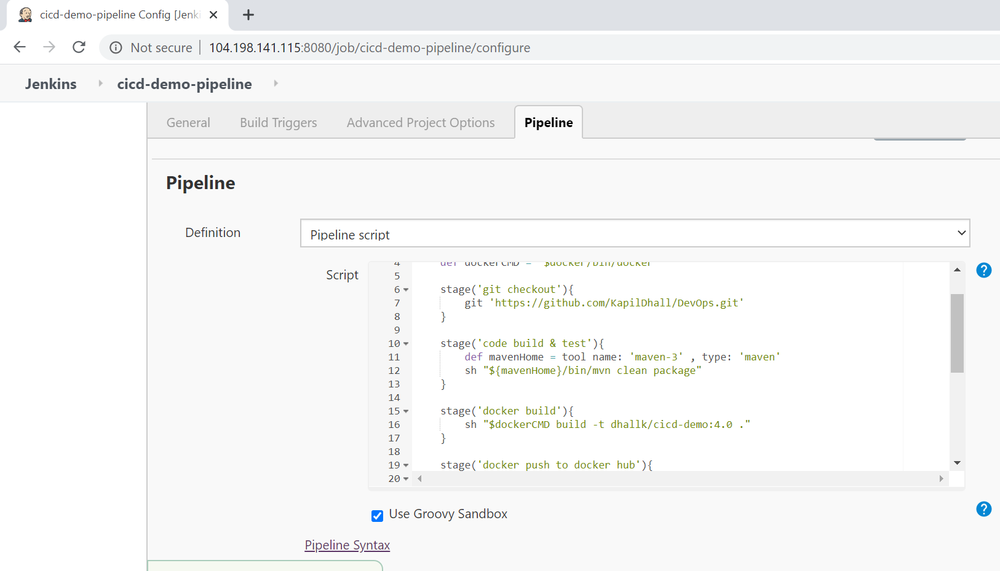 cicd-demo-pipeline Config [Jenki
Not secure | 104.198.141.115:8080/job/cicd-demo-pipeline/configure
Jenkins cicd-demo-pipeline
General Build Triggers Advanced Project Options Pipeline
Pipeline
Definition Pipeline script
Script
4 def dockerCMD = "$docker/bin/docker"
5
6 stage('git checkout'){
7 git 'https://github.com/KapilDhall/DevOps.git'
8 }
9
10 stage('code build & test'){
11 def mavenHome = tool name: 'maven-3' , type: 'maven'
12 sh "${mavenHome}/bin/mvn clean package"
13 }
14
15 stage('docker build'){
16 sh "$dockerCMD build -t dhallk/cicd-demo:4.0 ."
17 }
18
19 stage('docker push to docker hub'){
20
Use Groovy Sandbox
Pipeline Syntax